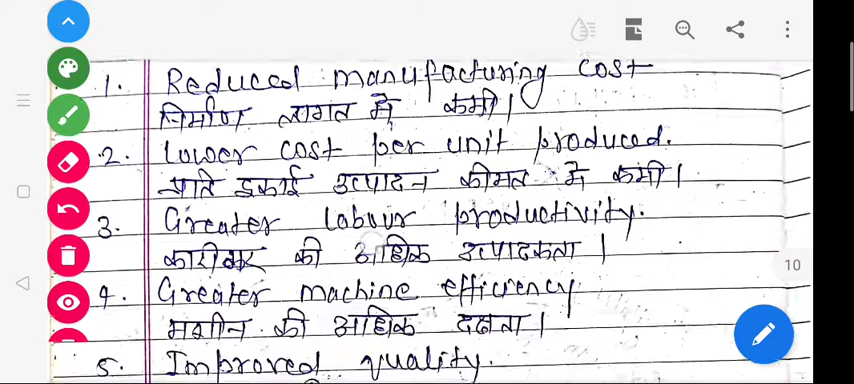 1. Reduced manufacturing cost
निर्माण लागत में कमी।
2. Lower cost per unit produced.
प्रति इकाई उत्पादन कीमत में कमी।
3. Greater labour productivity.
कारीगर की अधिक उत्पादकता।
10
4. Greater machine efficiency
मशीन की अधिक दक्षता।
5. Improved quality.